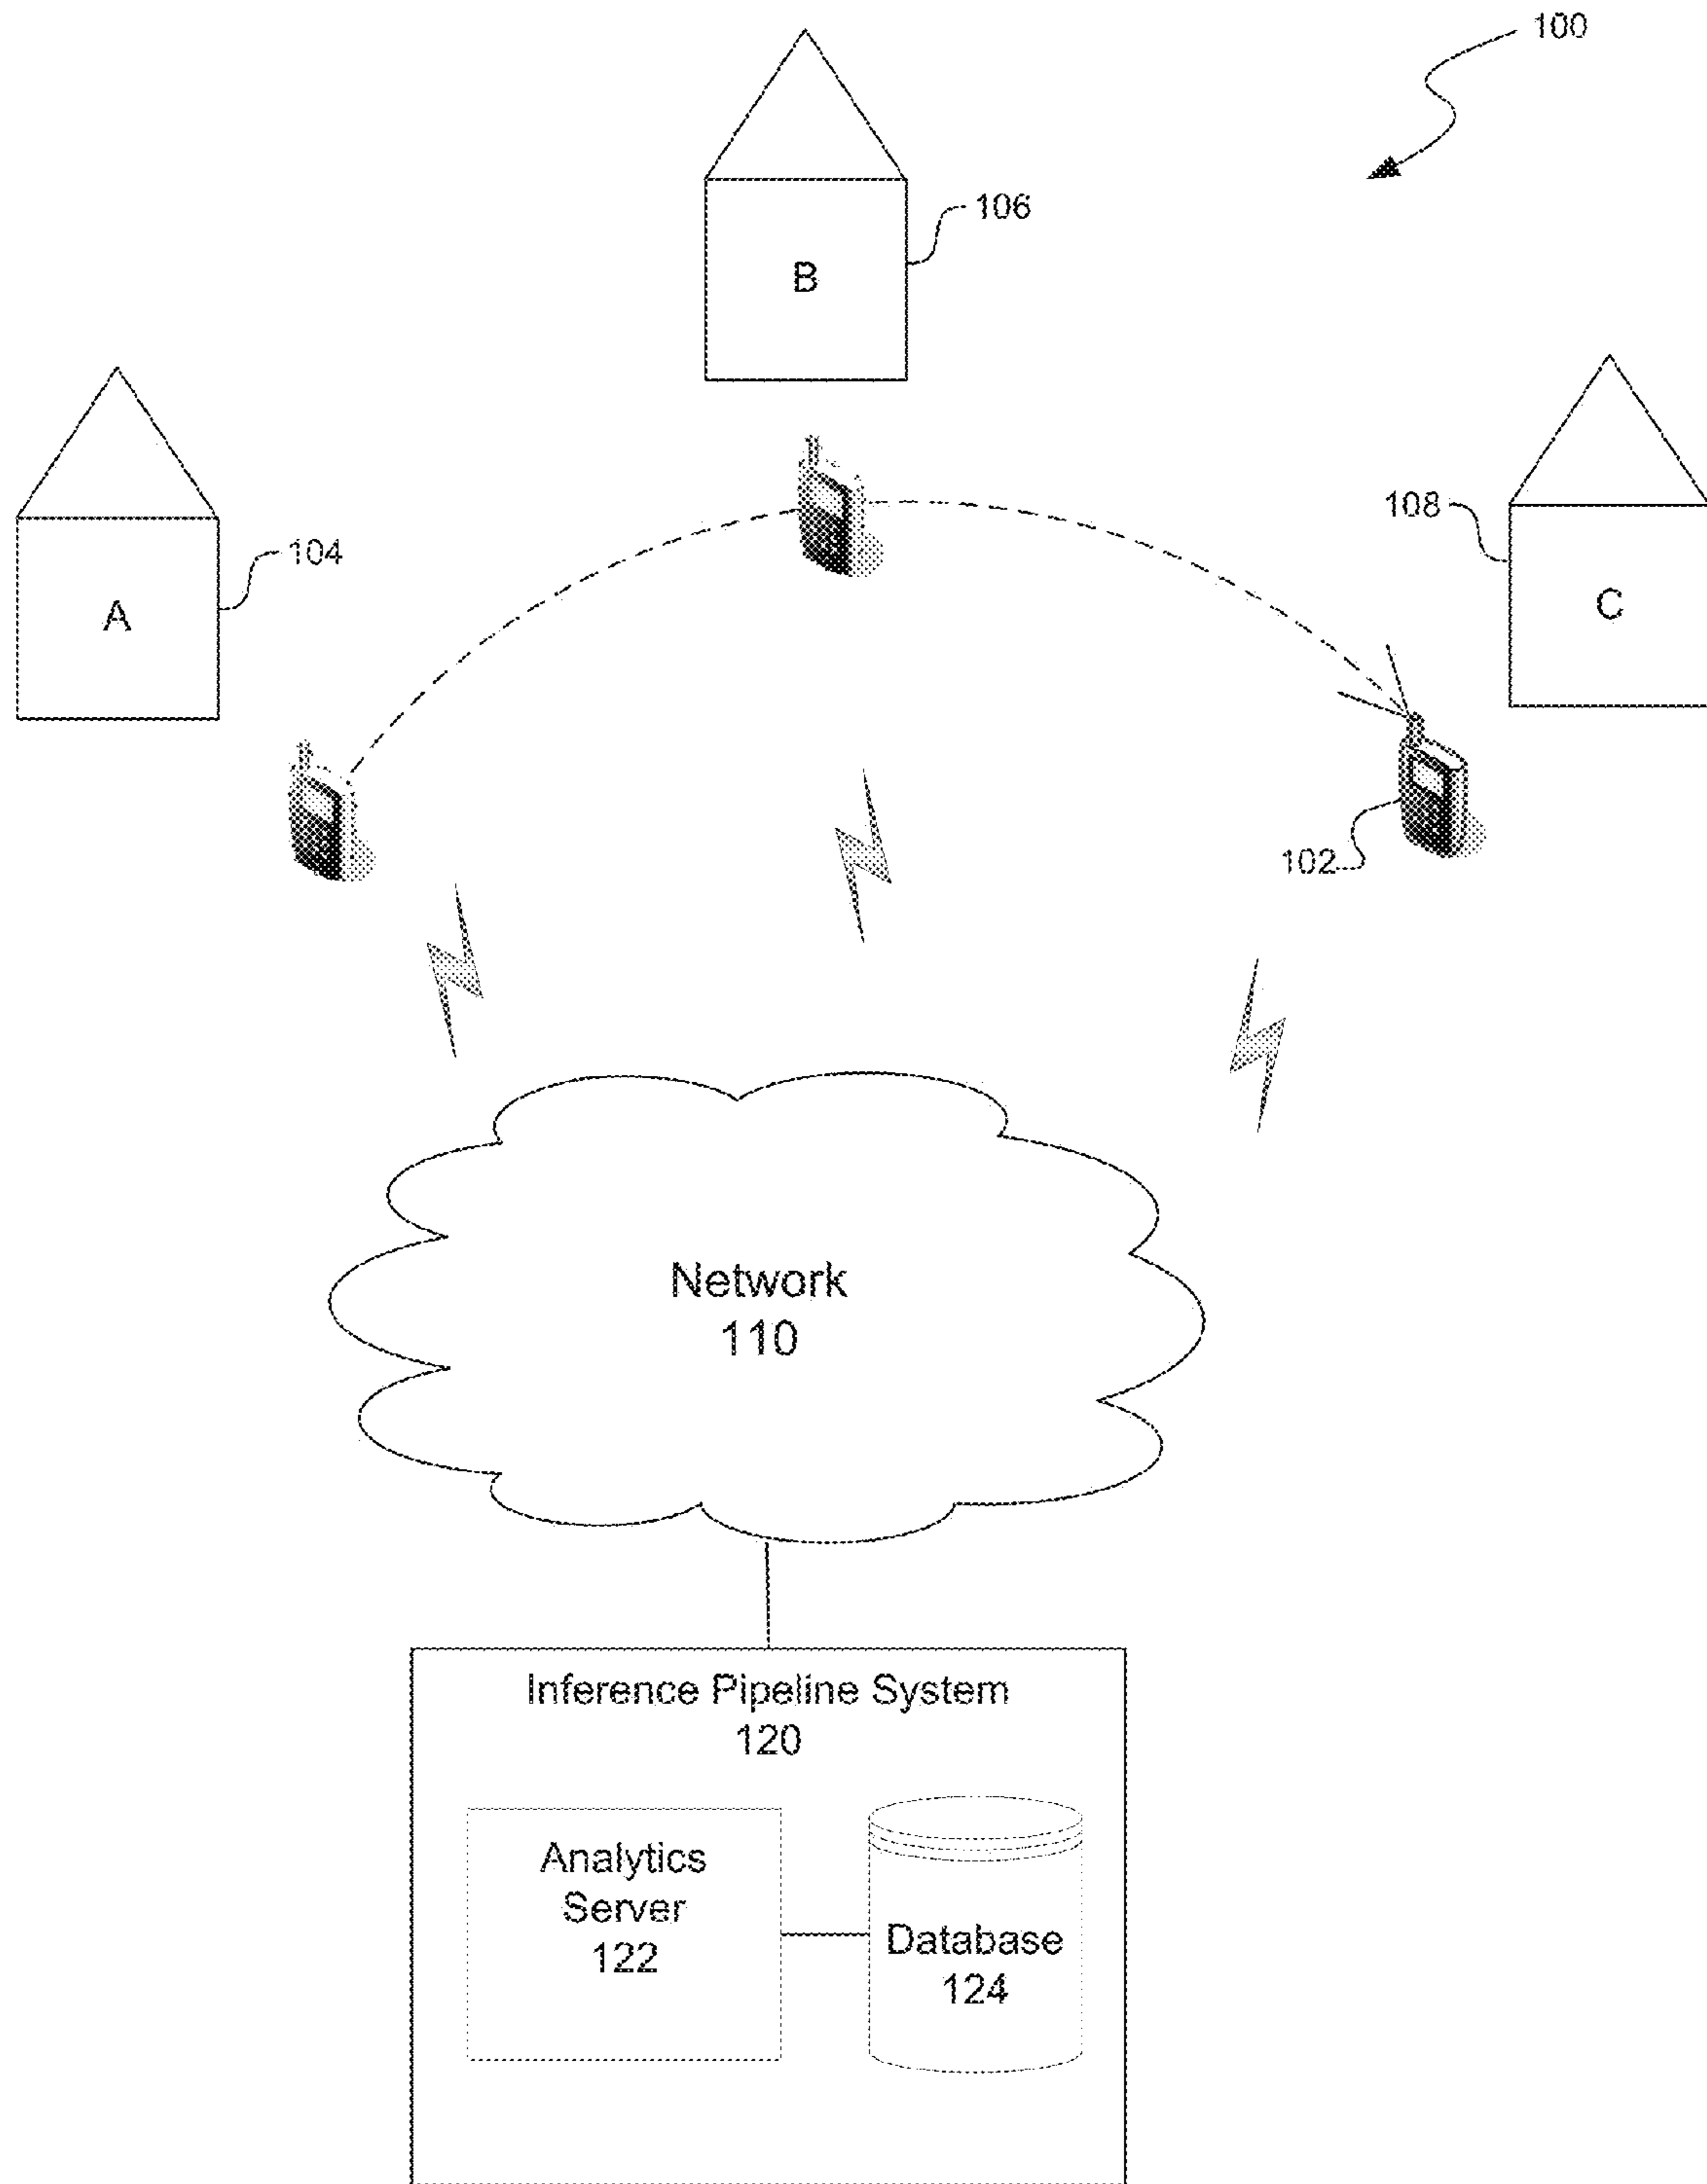 100
106
B
108
104
A
C
102
Network
110
Inference Pipeline System
120
Analytics
Server
122
Database
124